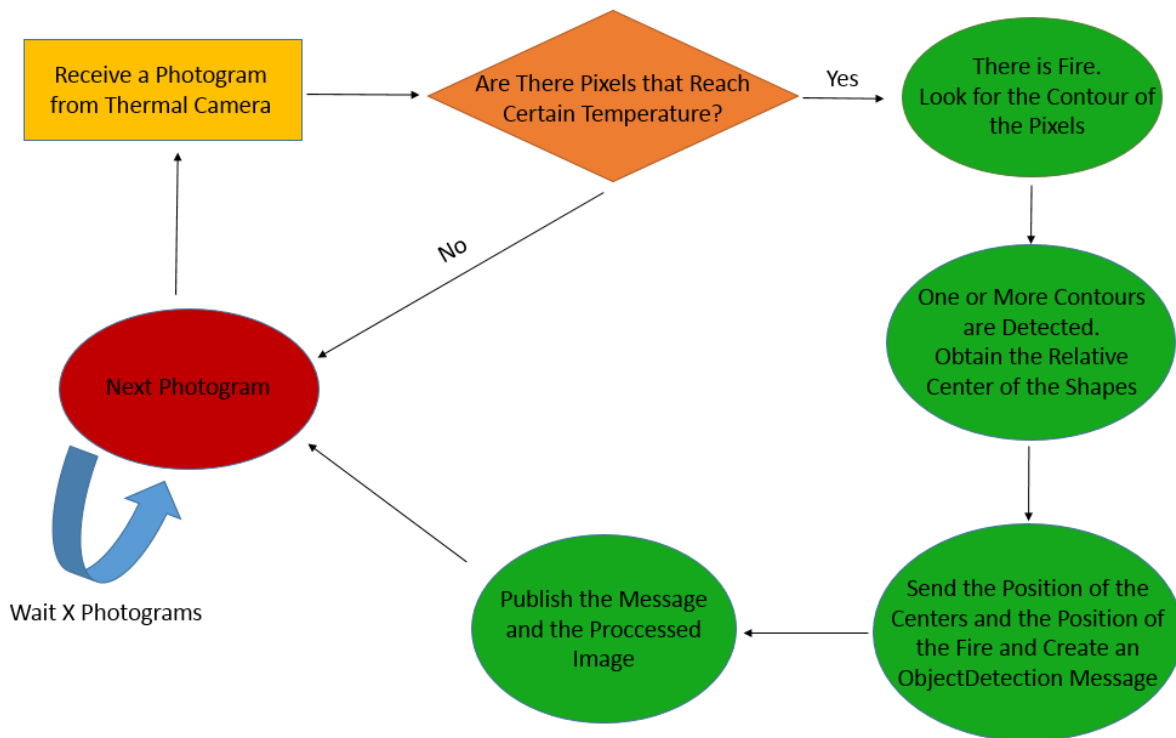 Receive a Photogram
from Thermal Camera
Are There Pixels that Reach
Certain Temperature?
Yes
There is Fire.
Look for the Contour of
the Pixels
No
One or More Contours
are Detected.
Obtain the Relative
Center of the Shapes
Next Photogram
Wait X Photograms
Publish the Message
and the Proccessed
Image
Send the Position of the
Centers and the Position of
the Fire and Create an
ObjectDetection Message